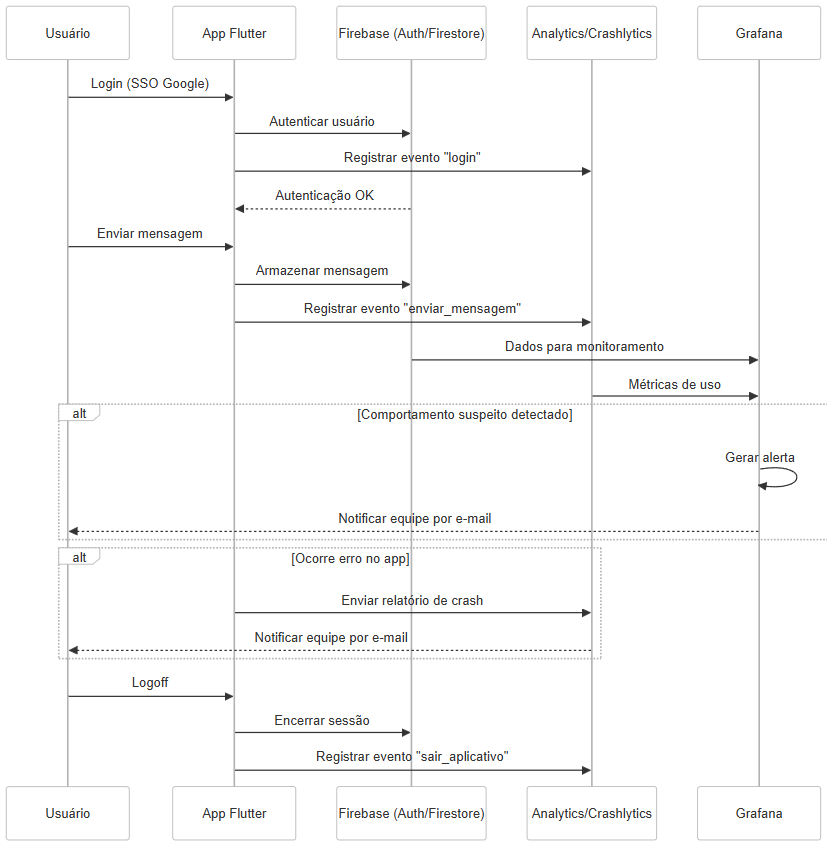 Usuário
App Flutter
Firebase (Auth/Firestore)
Analytics/Crashlytics
Grafana
Login (SSO Google)
Autenticar usuário
Registrar evento "login"
Autenticação OK
Enviar mensagem
Armazenar mensagem
Registrar evento "enviar_mensagem"
Dados para monitoramento
Métricas de uso
alt
[Comportamento suspeito detectado]
Gerar alerta
Notificar equipe por e-mail
alt
[Ocorre erro no app]
Enviar relatório de crash
Notificar equipe por e-mail
Logoff
Encerrar sessão
Registrar evento "sair_aplicativo"
Usuário
App Flutter
Firebase (Auth/Firestore)
Analytics/Crashlytics
Grafana